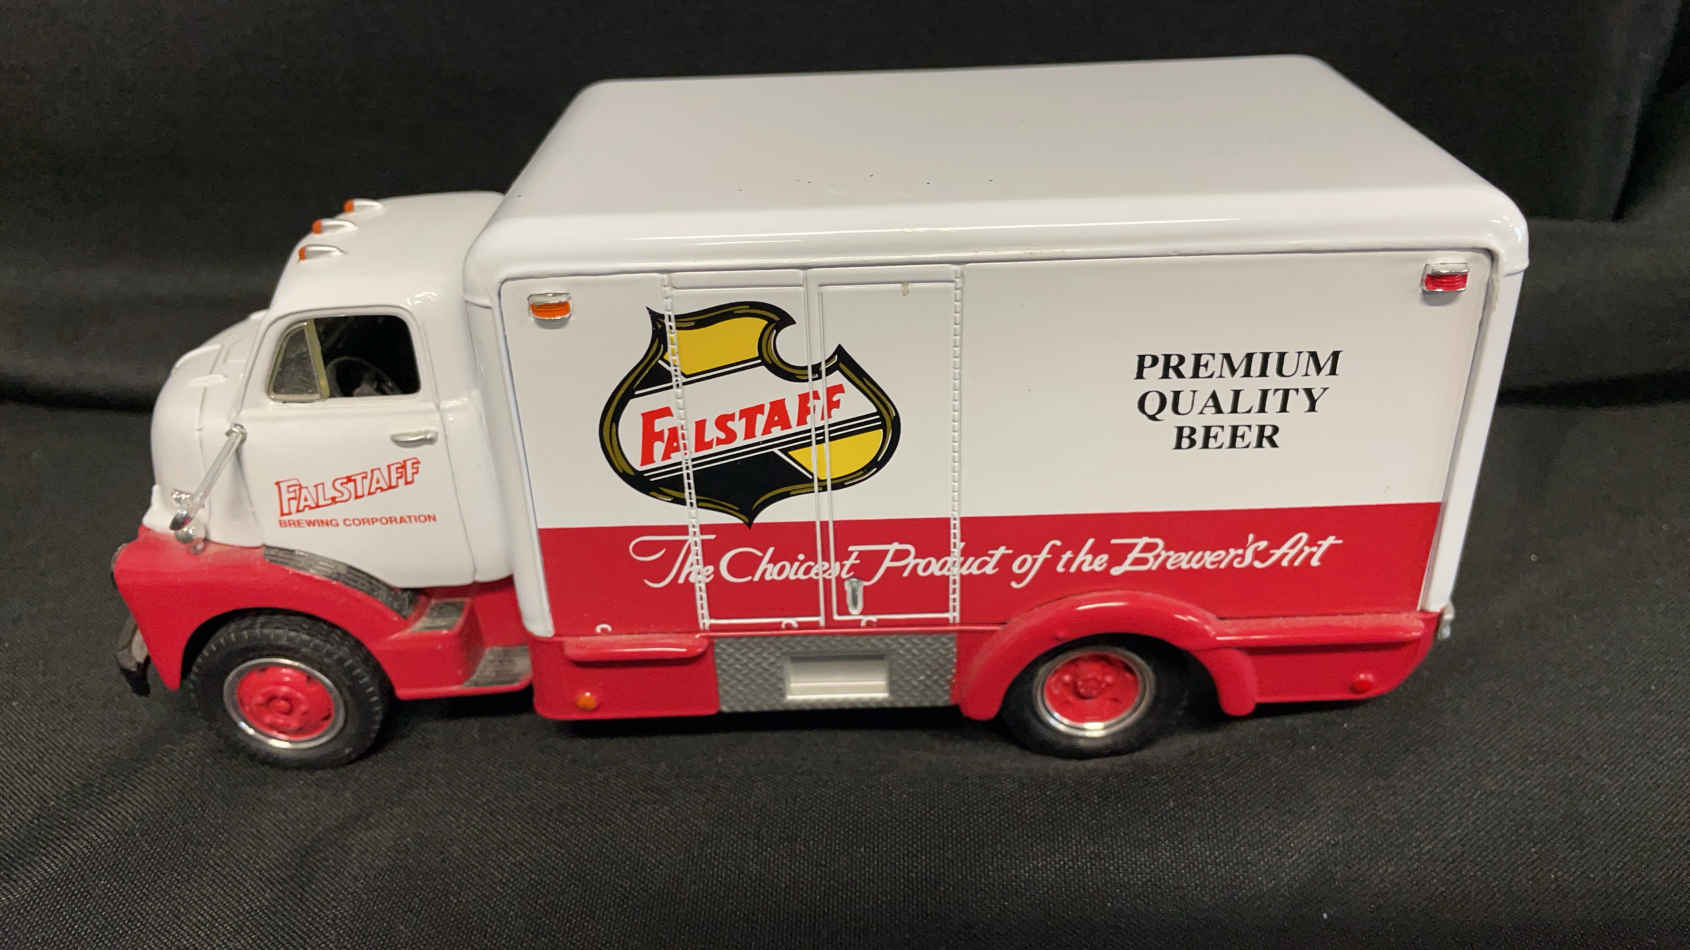 FALSTAFF
BREWING CORPORATION
FALSTAFF
PREMIUM
QUALITY
BEER
The Choicest Product of the Brewer's Art